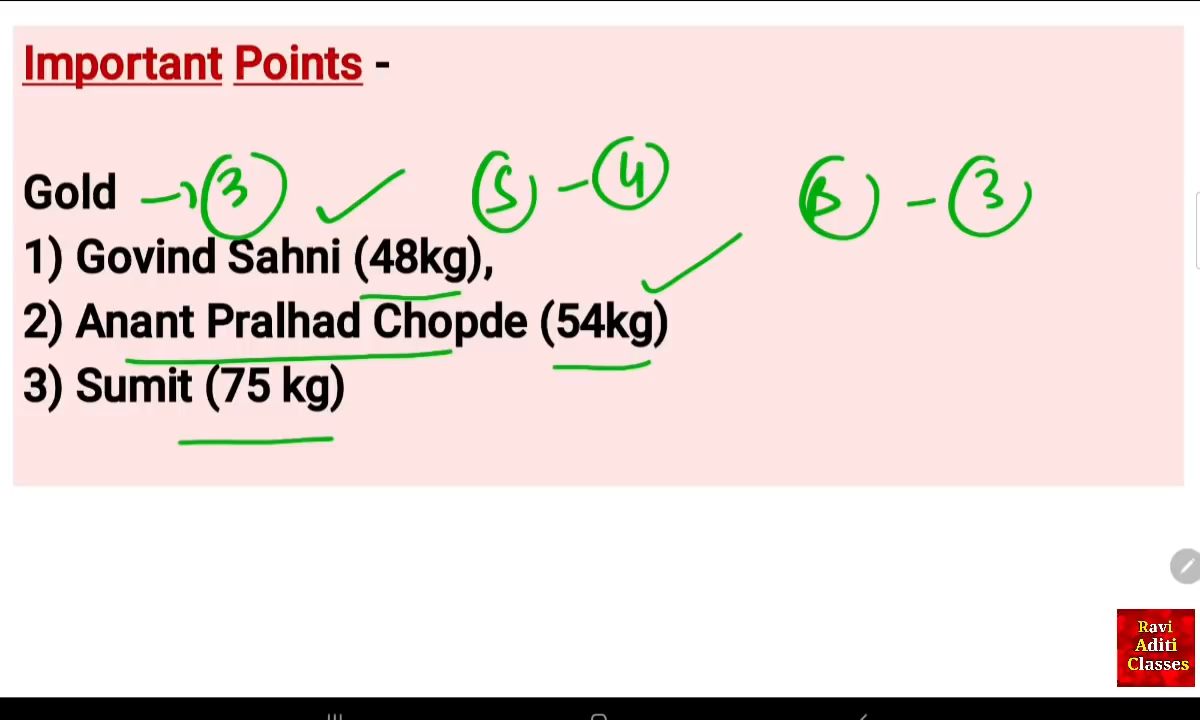 Important Points -
Gold → 3 S - 4 B - 3
1) Govind Sahni (48kg),
2) Anant Pralhad Chopde (54kg)
3) Sumit (75 kg)
Ravi
Aditi
Classes